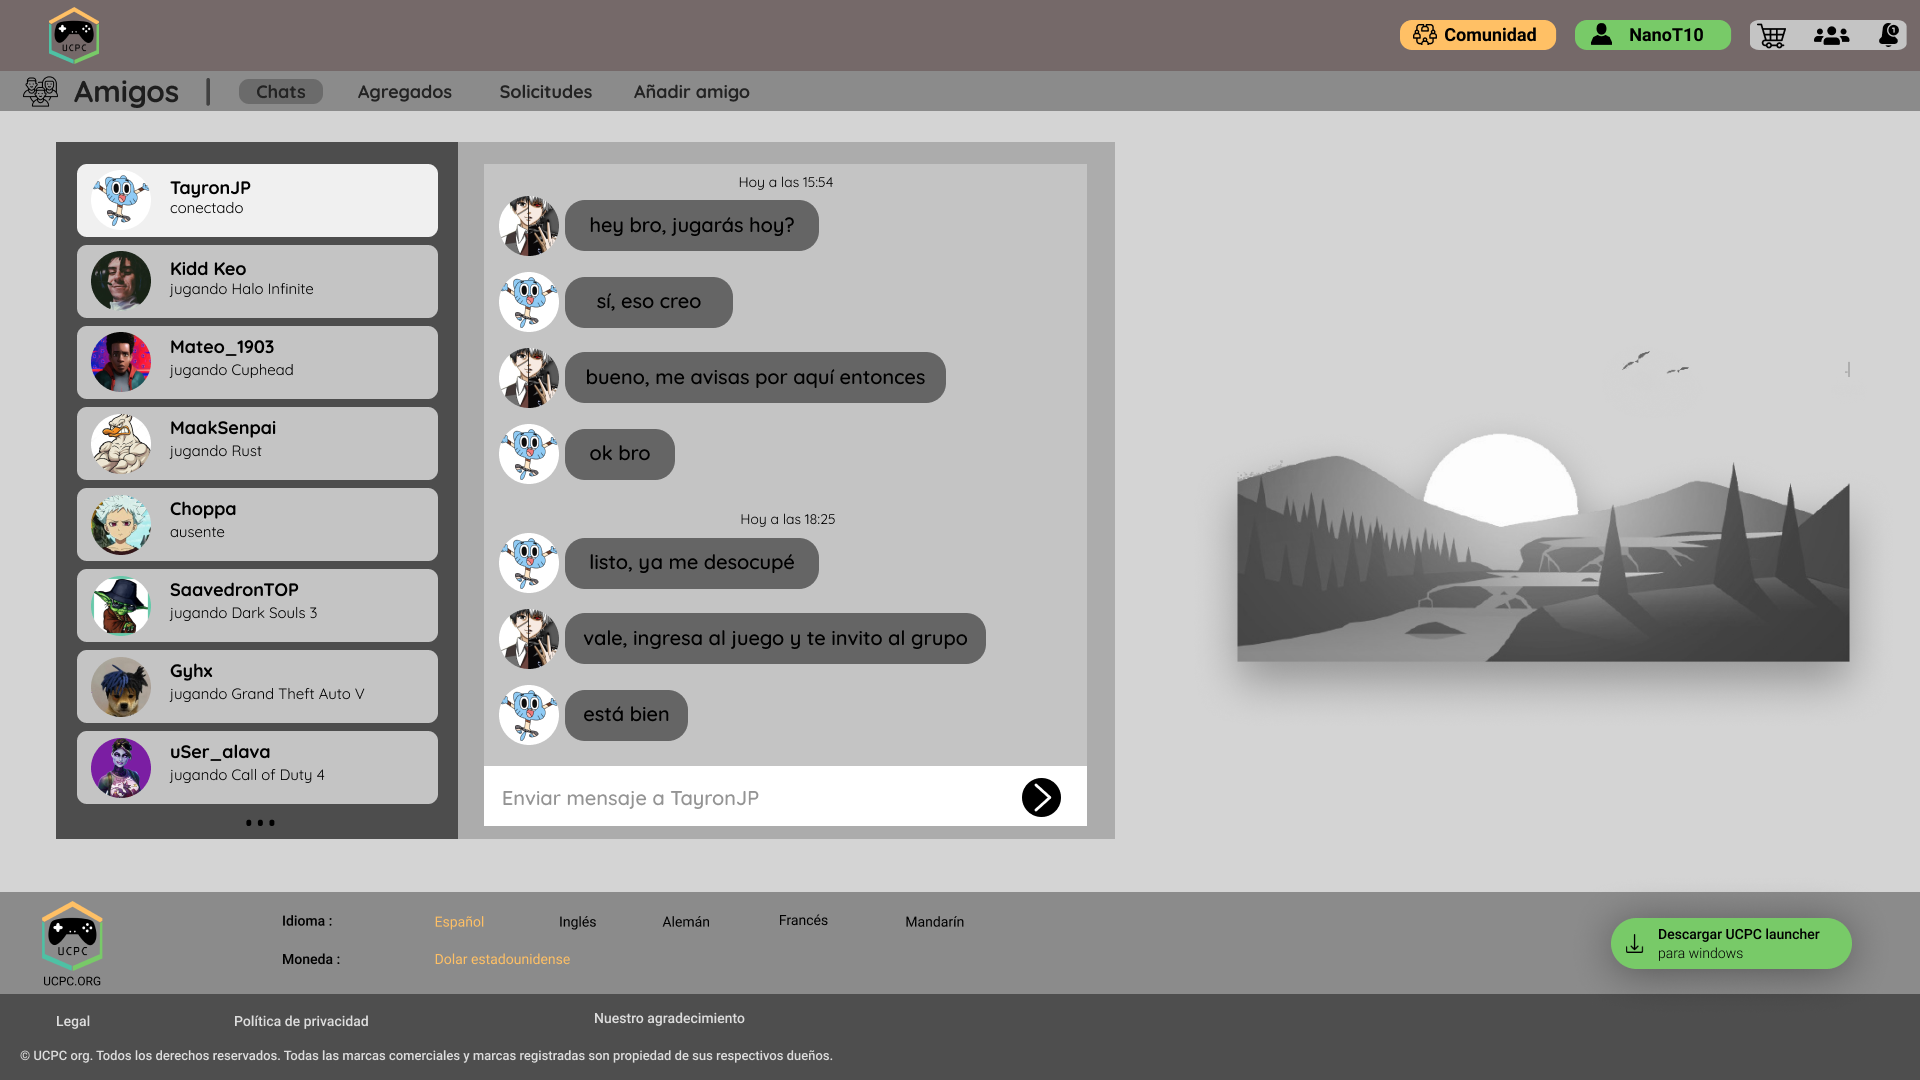 UCPC
Comunidad
NanoT10
1
Amigos
Chats
Agregados
Solicitudes
Añadir amigo
TayronJP
conectado
Kidd Keo
jugando Halo Infinite
Mateo_1903
jugando Cuphead
MaakSenpai
jugando Rust
Choppa
ausente
SaavedronTOP
jugando Dark Souls 3
Gyhx
jugando Grand Theft Auto V
uSer_alava
jugando Call of Duty 4
...
Hoy a las 15:54
hey bro, jugarás hoy?
sí, eso creo
bueno, me avisas por aquí entonces
ok bro
Hoy a las 18:25
listo, ya me desocupé
vale, ingresa al juego y te invito al grupo
está bien
Enviar mensaje a TayronJP
UCPC
UCPC.ORG
Idioma :
Español
Inglés
Alemán
Francés
Mandarín
Moneda :
Dolar estadounidense
Descargar UCPC launcher
para windows
Legal
Política de privacidad
Nuestro agradecimiento
© UCPC org. Todos los derechos reservados. Todas las marcas comerciales y marcas registradas son propiedad de sus respectivos dueños.